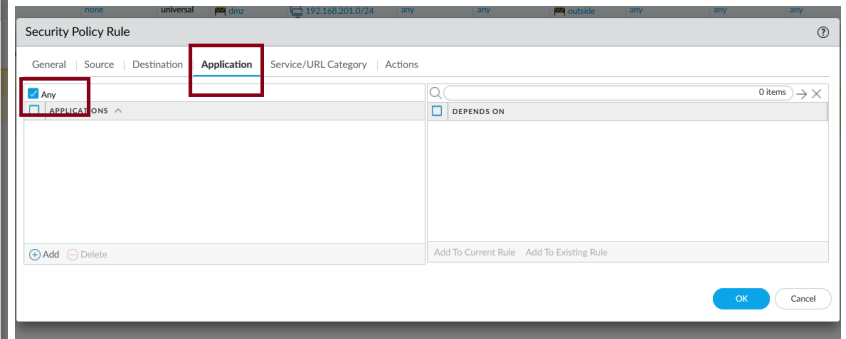 none universal dmz 192.168.201.0/24 any any outside any any any
Security Policy Rule
General | Source | Destination | Application | Service/URL Category | Actions
Any
0 items
APPLICATIONS
DEPENDS ON
Add Delete
Add To Current Rule Add To Existing Rule
OK Cancel